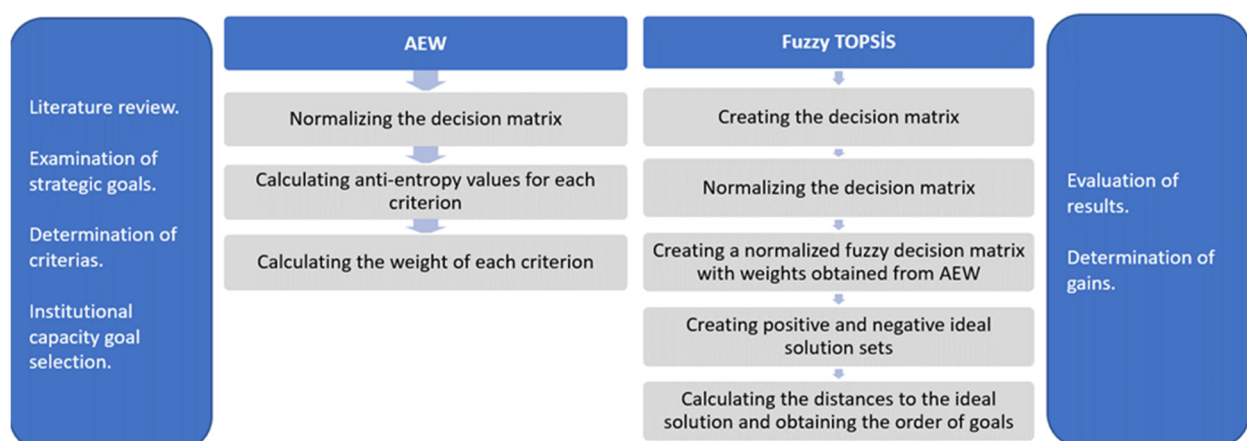 Literature review.
Examination of
strategic goals.
Determination of
criterias.
Institutional
capacity goal
selection.
AEW
Normalizing the decision matrix
Calculating anti-entropy values for each
criterion
Calculating the weight of each criterion
Fuzzy TOPSİS
Creating the decision matrix
Normalizing the decision matrix
Creating a normalized fuzzy decision matrix
with weights obtained from AEW
Creating positive and negative ideal
solution sets
Calculating the distances to the ideal
solution and obtaining the order of goals
Evaluation of
results.
Determination of
gains.